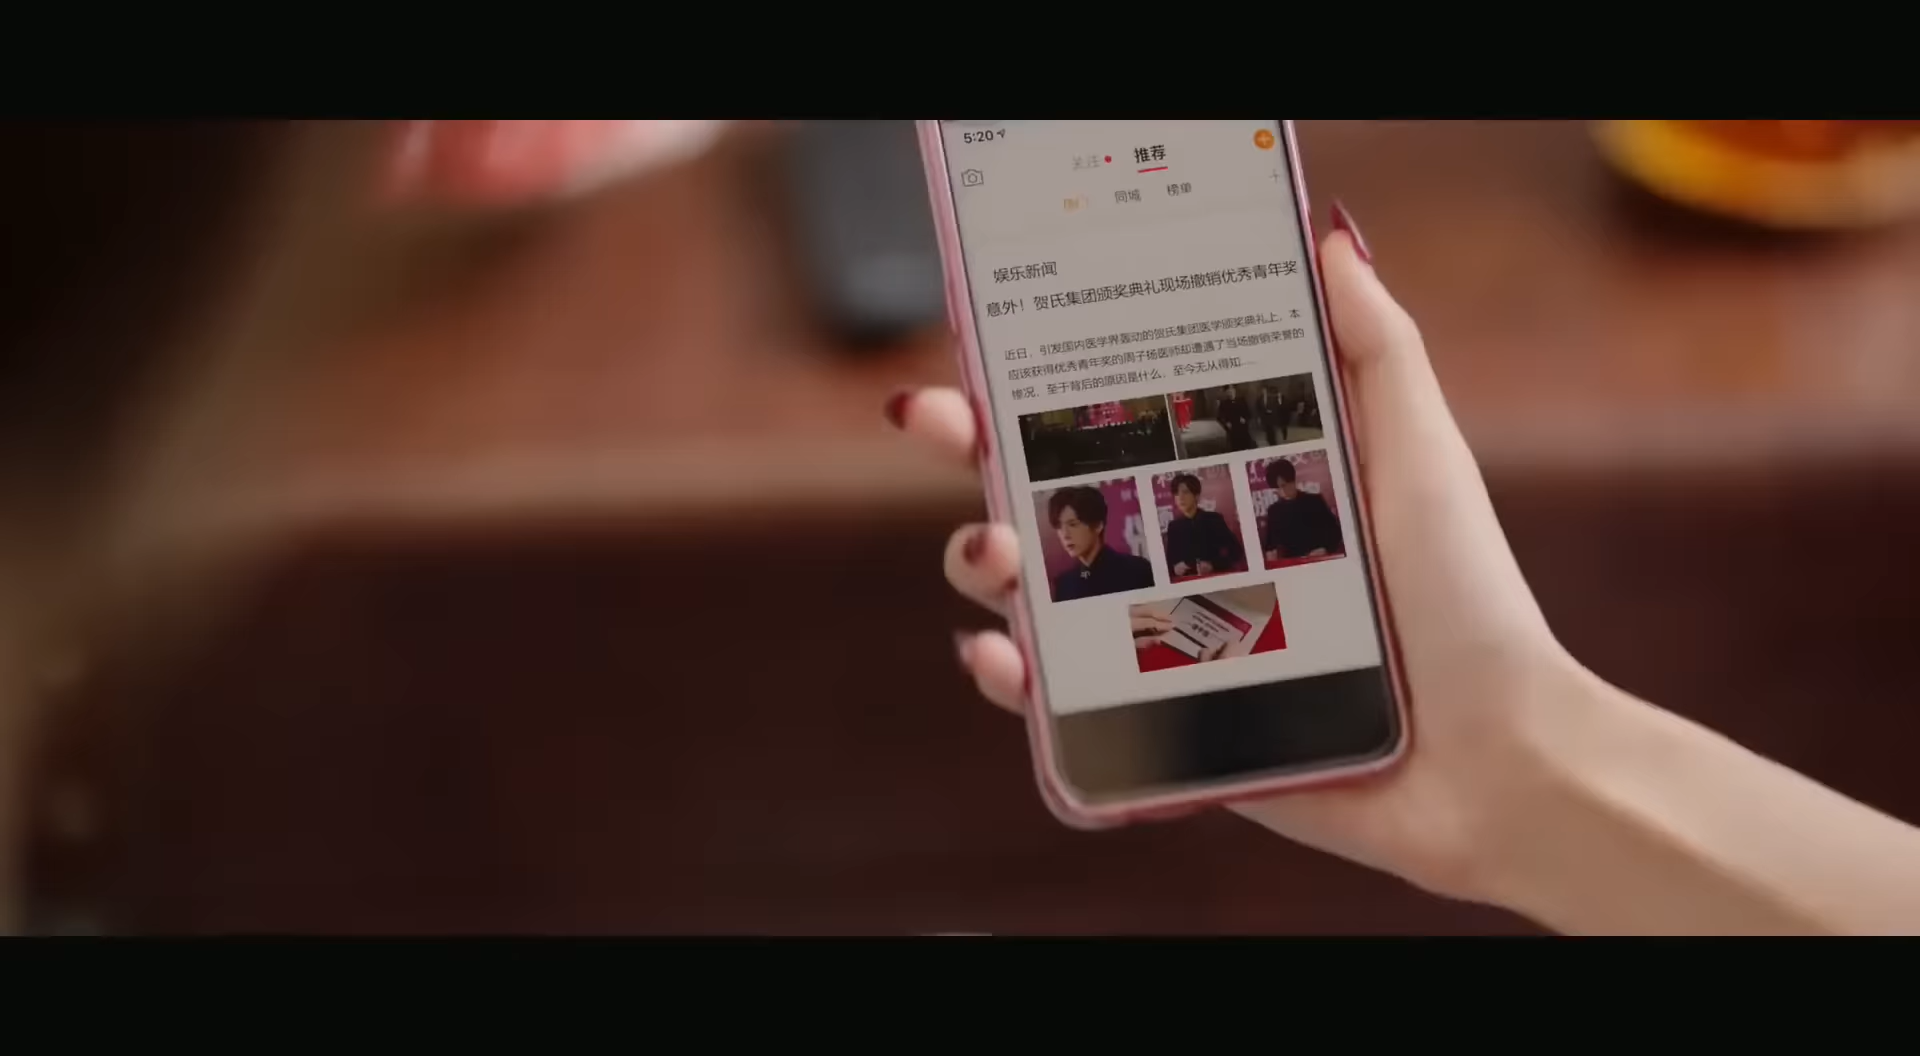 5:20
关注 推荐
热门 同城 榜单
娱乐新闻
意外！贺氏集团颁奖典礼现场撤销优秀青年奖
近日，引发国内医学界轰动的贺氏集团医学颁奖典礼上，本
应该获得优秀青年奖的周子扬医师却遭遇了当场撤销荣誉的
惨况，至于背后的原因是什么，至今无从得知……